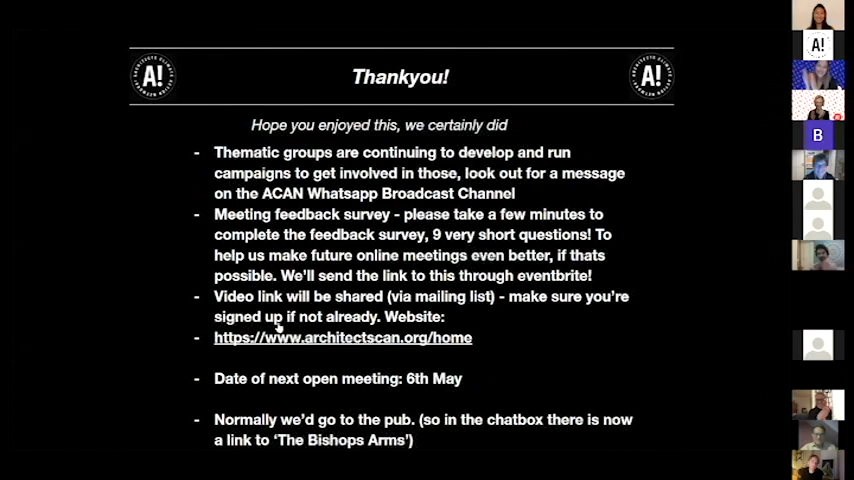 A!
Thankyou!
A!
Hope you enjoyed this, we certainly did
- Thematic groups are continuing to develop and run
campaigns to get involved in those, look out for a message
on the ACAN Whatsapp Broadcast Channel
- Meeting feedback survey - please take a few minutes to
complete the feedback survey, 9 very short questions! To
help us make future online meetings even better, if thats
possible. We'll send the link to this through eventbrite!
- Video link will be shared (via mailing list) - make sure you're
signed up if not already. Website:
- https://www.architectscan.org/home
- Date of next open meeting: 6th May
- Normally we'd go to the pub. (so in the chatbox there is now
a link to 'The Bishops Arms')
A!
B